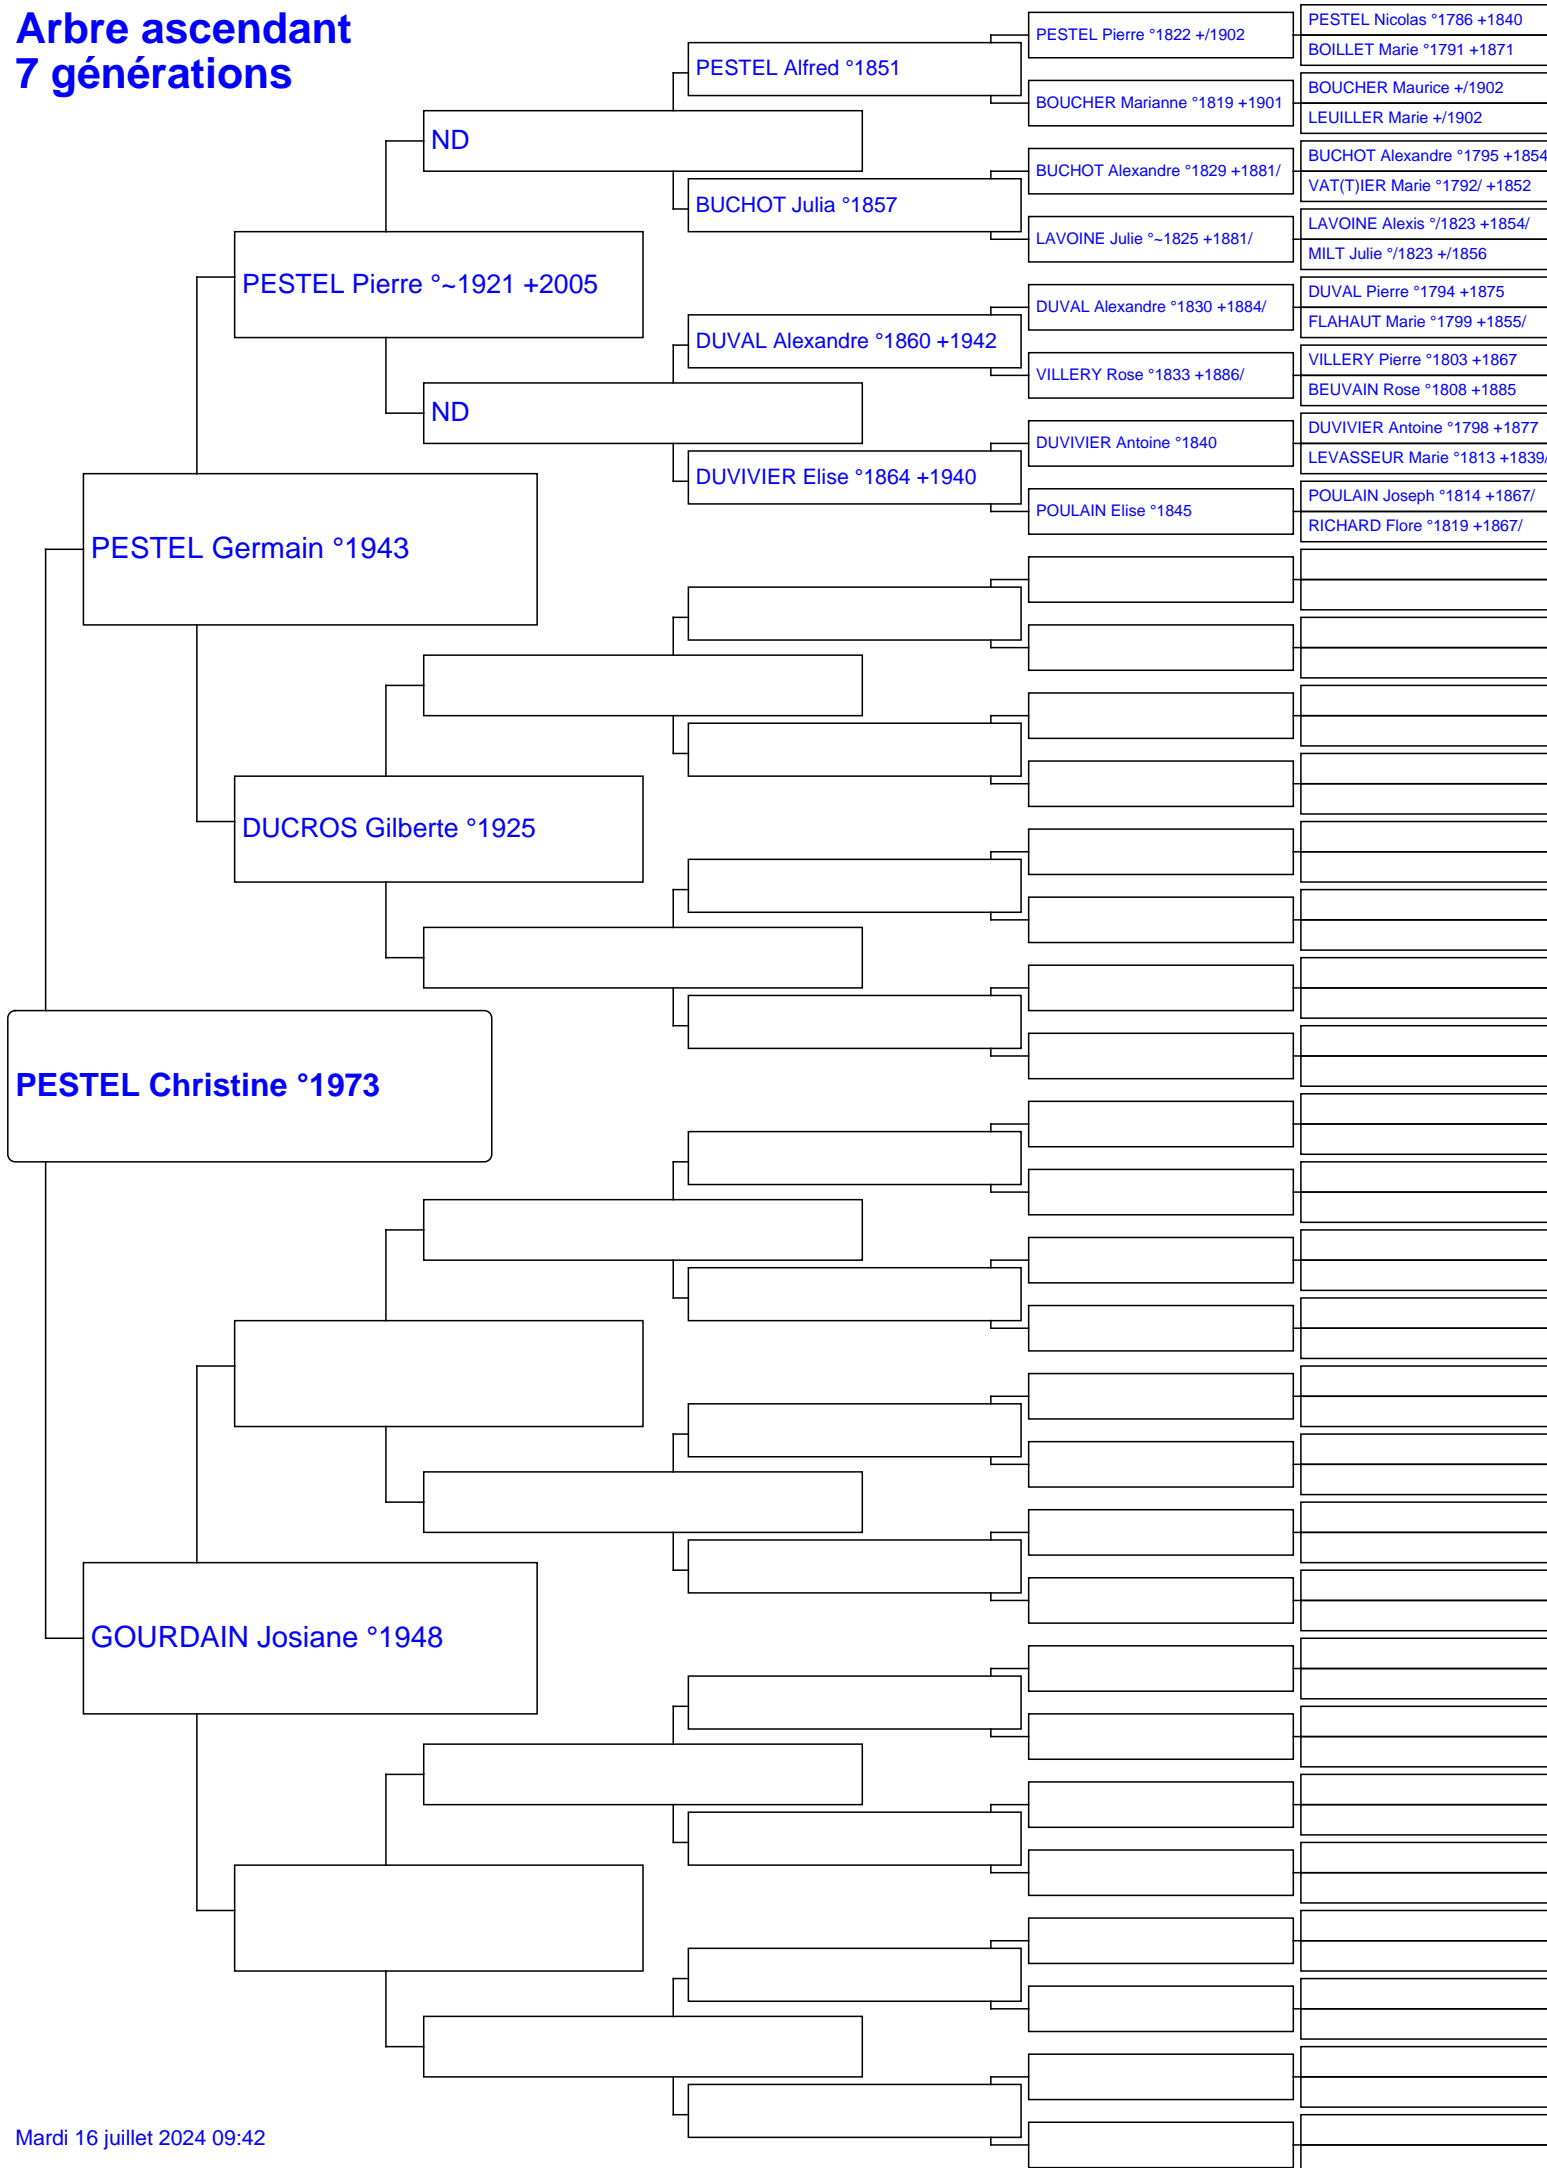 Arbre ascendant
7 générations
PESTEL Nicolas °1786 +1840
PESTEL Pierre °1822 +/1902
BOILLET Marie °1791 +1871
PESTEL Alfred °1851
BOUCHER Maurice +/1902
BOUCHER Marianne °1819 +1901
LEUILLER Marie +/1902
ND
BUCHOT Alexandre °1795 +1854
BUCHOT Alexandre °1829 +1881/
VAT(T)IER Marie °1792/ +1852
BUCHOT Julia °1857
LAVOINE Alexis °/1823 +1854/
LAVOINE Julie °~1825 +1881/
MILT Julie °/1823 +/1856
PESTEL Pierre °~1921 +2005
DUVAL Pierre °1794 +1875
DUVAL Alexandre °1830 +1884/
FLAHAUT Marie °1799 +1855/
DUVAL Alexandre °1860 +1942
VILLERY Pierre °1803 +1867
VILLERY Rose °1833 +1886/
BEUVAIN Rose °1808 +1885
ND
DUVIVIER Antoine °1798 +1877
DUVIVIER Antoine °1840
LEVASSEUR Marie °1813 +1839/
DUVIVIER Elise °1864 +1940
POULAIN Joseph °1814 +1867/
POULAIN Elise °1845
RICHARD Flore °1819 +1867/
PESTEL Germain °1943
DUCROS Gilberte °1925
PESTEL Christine °1973
GOURDAIN Josiane °1948
Mardi 16 juillet 2024 09:42